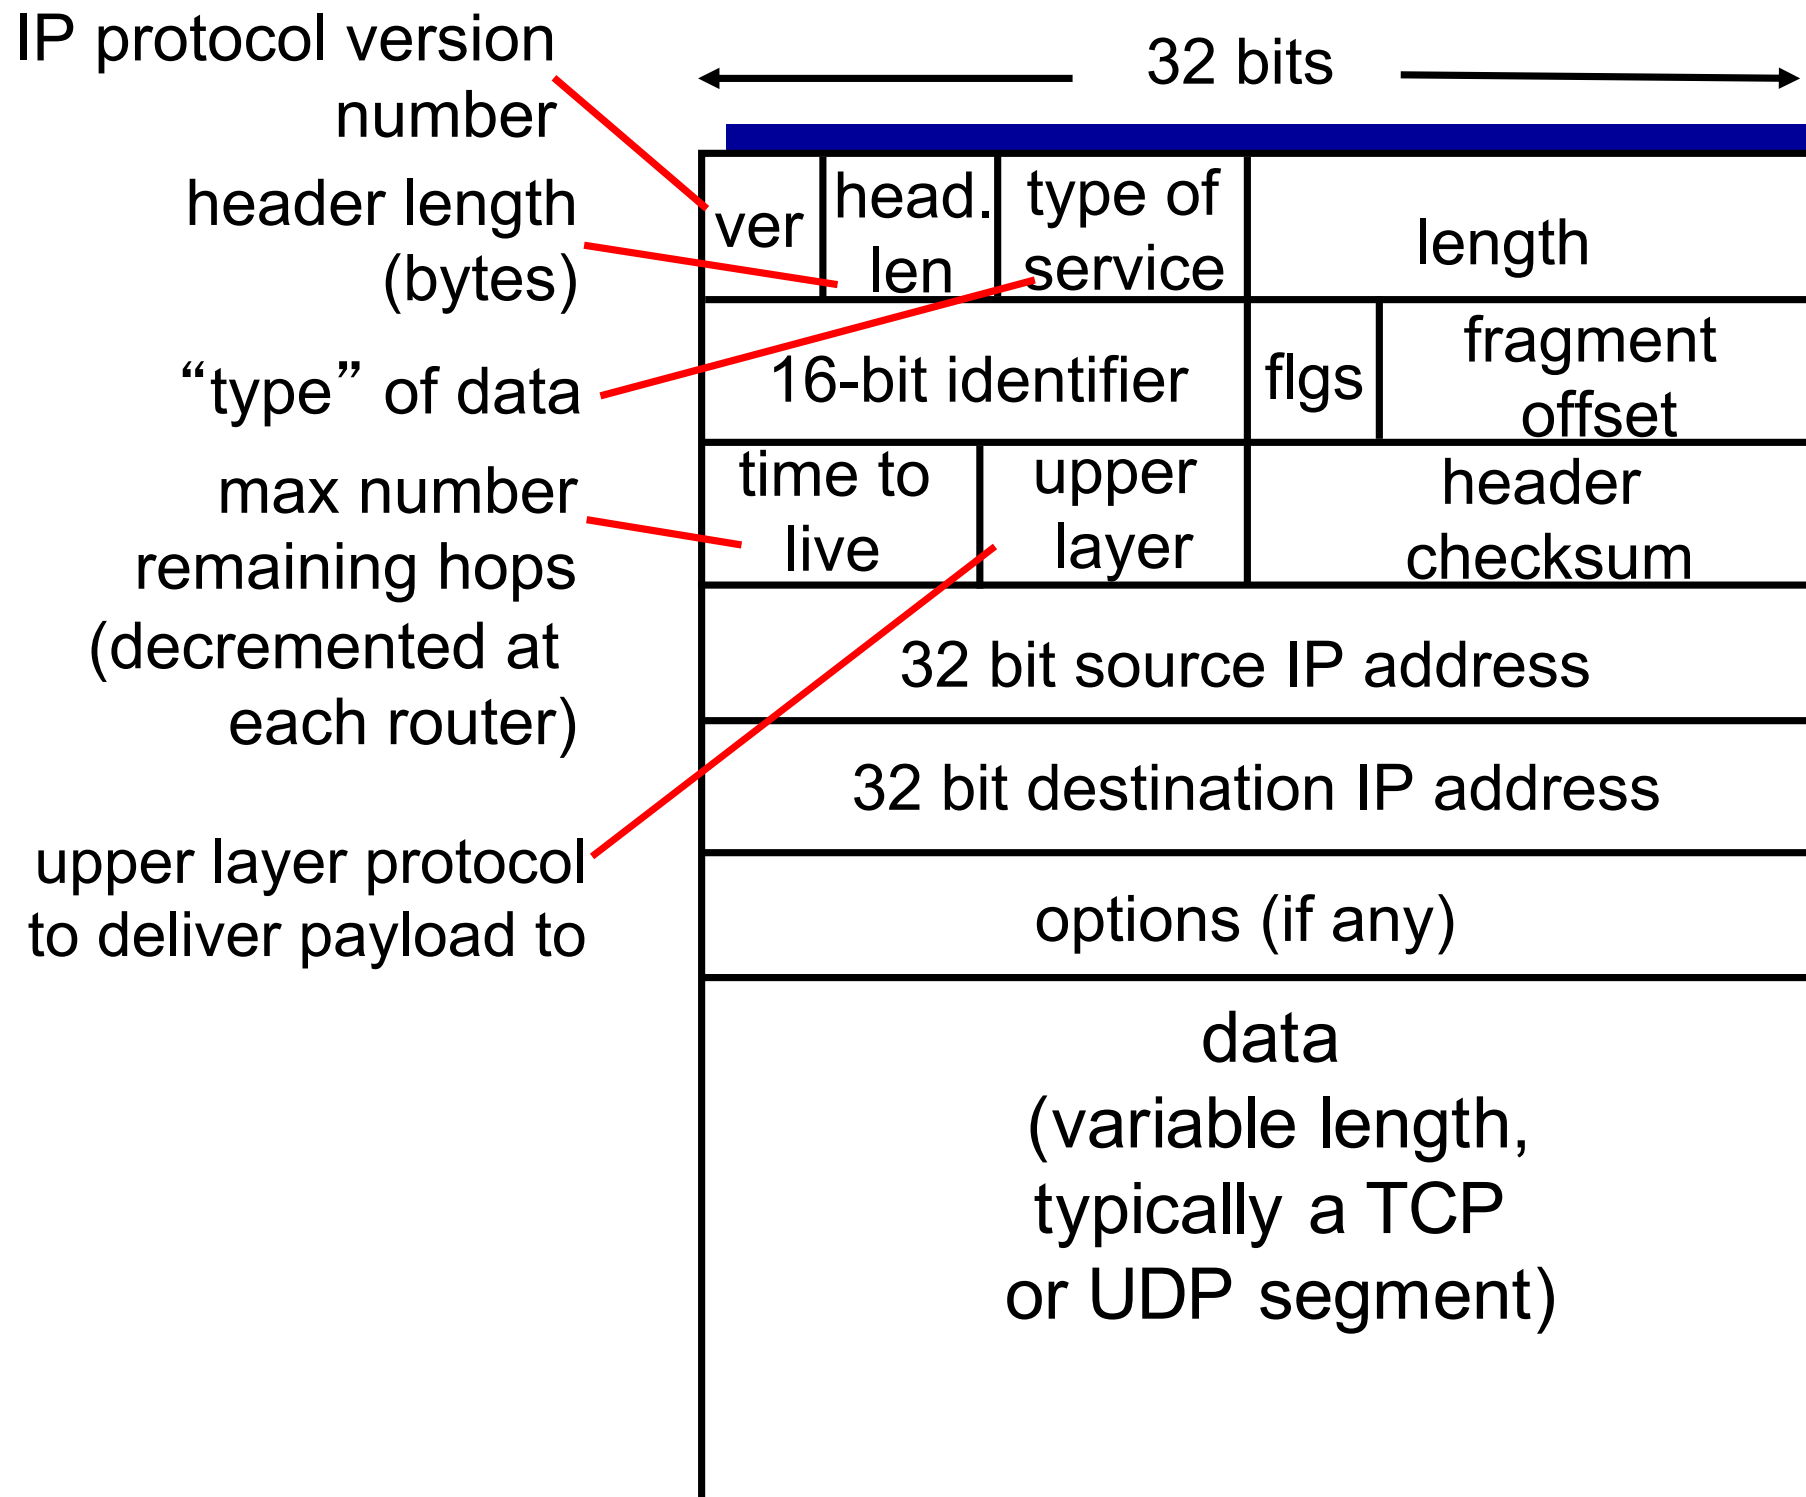 IP protocol version
number
header length
(bytes)
“type” of data
max number
remaining hops
(decremented at
each router)
upper layer protocol
to deliver payload to
32 bits
ver
head.
len
type of
service
length
16-bit identifier
flgs
fragment
offset
time to
live
upper
layer
header
checksum
32 bit source IP address
32 bit destination IP address
options (if any)
data
(variable length,
typically a TCP
or UDP segment)